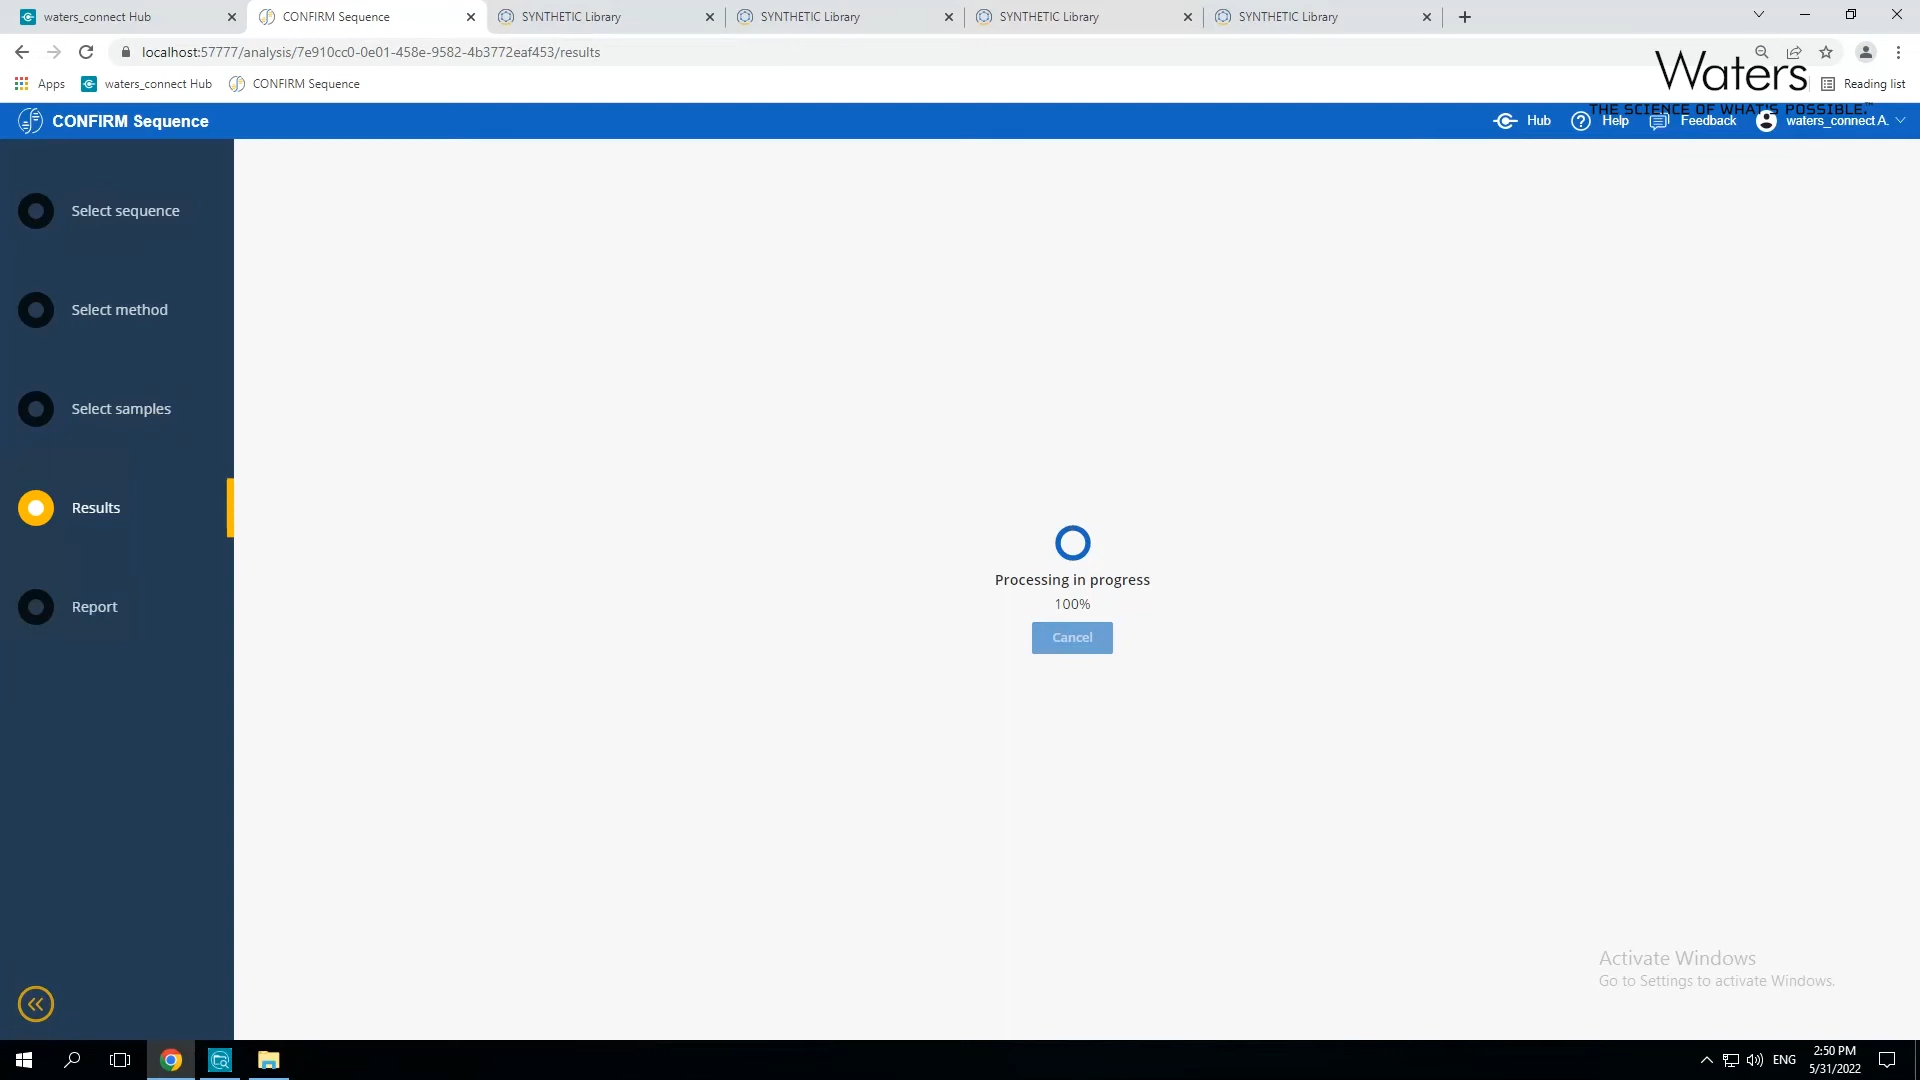 waters_connect Hub
CONFIRM Sequence
SYNTHETIC Library
SYNTHETIC Library
SYNTHETIC Library
SYNTHETIC Library
localhost:57777/analysis/7e910cc0-0e01-458e-9582-4b3772eaf453/results
Apps
waters_connect Hub
CONFIRM Sequence
Waters
Reading list
THE SCIENCE OF WHAT'S POSSIBLE.™
CONFIRM Sequence
Hub
Help
Feedback
waters_connect A.
Select sequence
Select method
Select samples
Results
Report
Processing in progress
100%
Cancel
Activate Windows
Go to Settings to activate Windows.
ENG
2:50 PM
5/31/2022